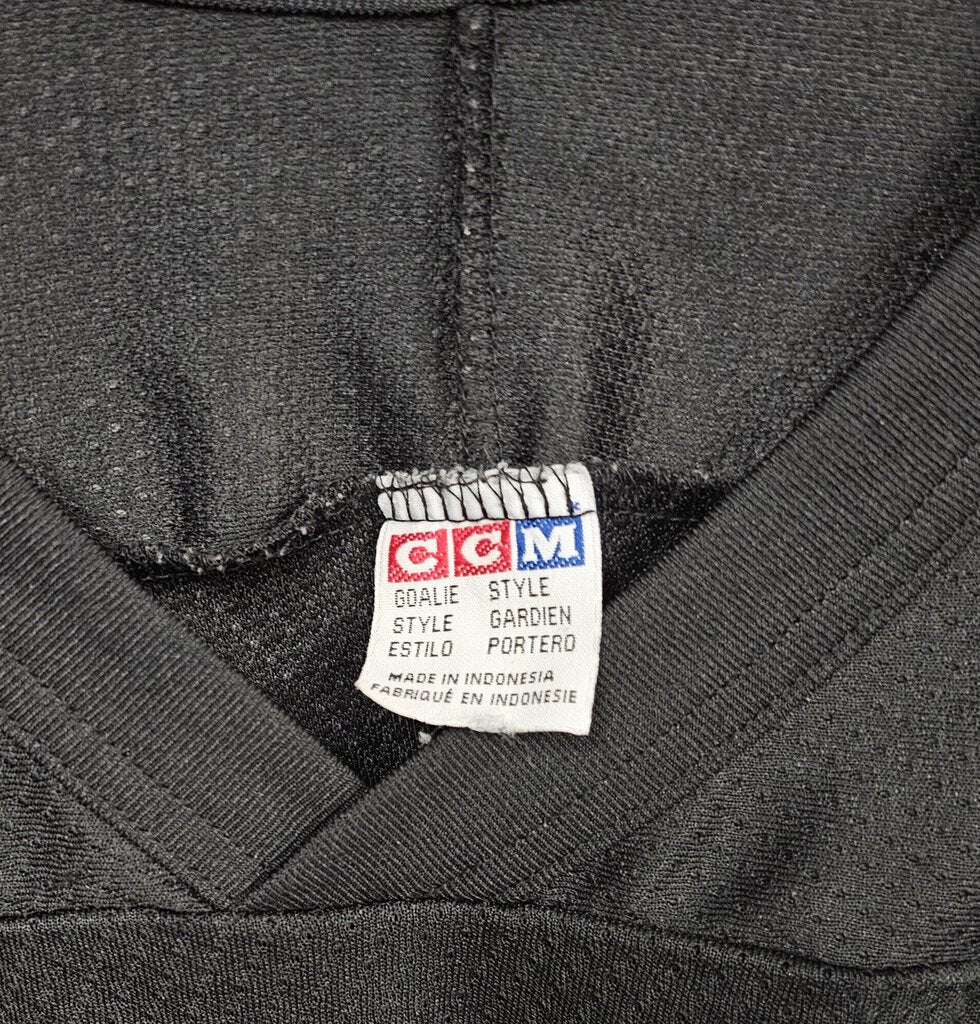 CCM
GOALIE STYLE
STYLE GARDIEN
ESTILO PORTERO
MADE IN INDONESIA
FABRIQUÉ EN INDONESIE